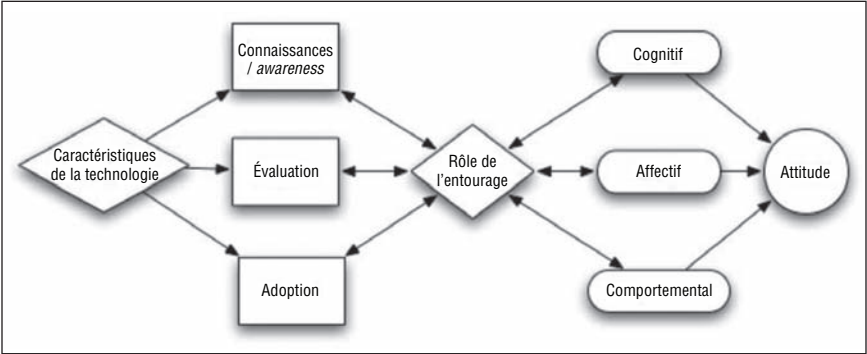 Connaissances
/ awareness
Cognitif
Caractéristiques
de la technologie
Évaluation
Rôle de
l'entourage
Affectif
Attitude
Adoption
Comportemental